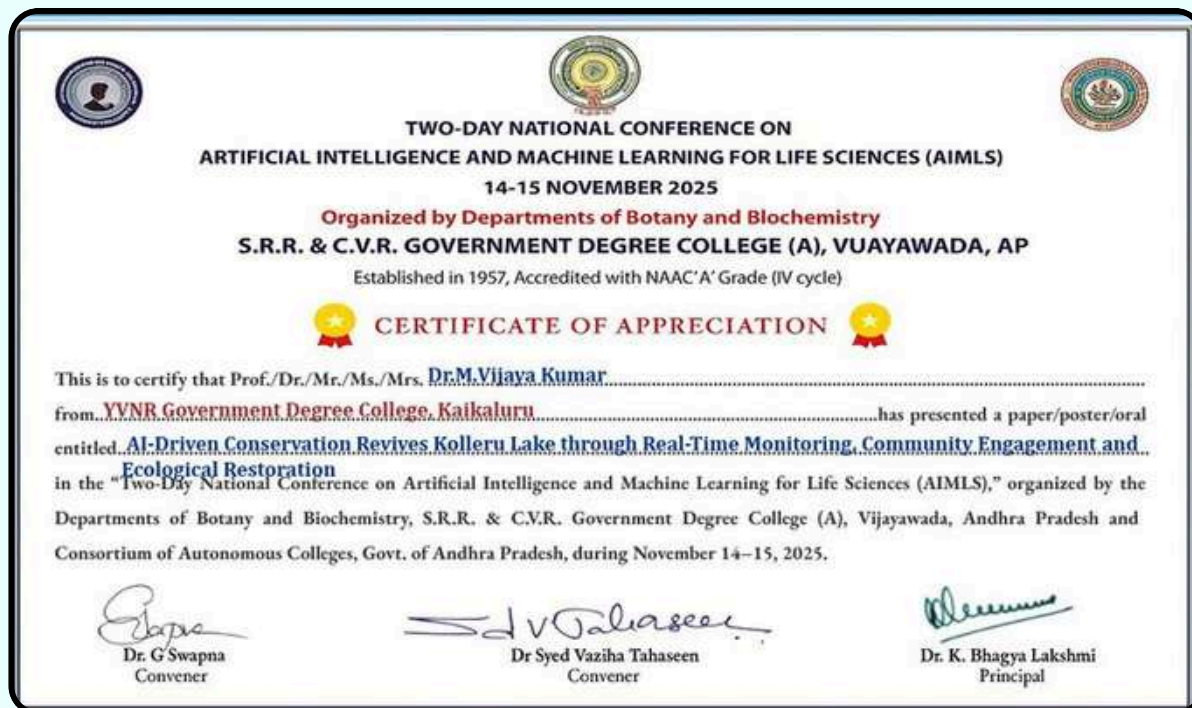 TWO-DAY NATIONAL CONFERENCE ON
ARTIFICIAL INTELLIGENCE AND MACHINE LEARNING FOR LIFE SCIENCES (AIMLS)
14-15 NOVEMBER 2025
Organized by Departments of Botany and Blochemistry
S.R.R. & C.V.R. GOVERNMENT DEGREE COLLEGE (A), VUAYAWADA, AP
Established in 1957, Accredited with NAAC'A' Grade (IV cycle)
CERTIFICATE OF APPRECIATION
This is to certify that Prof./Dr./Mr./Ms./Mrs. Dr.M.Vijaya Kumar
from YVNR Government Degree College, Kaikaluru has presented a paper/poster/oral
entitled AI-Driven Conservation Revives Kolleru Lake through Real-Time Monitoring, Community Engagement and
Ecological Restoration
in the "Two-Day National Conference on Artificial Intelligence and Machine Learning for Life Sciences (AIMLS)," organized by the
Departments of Botany and Biochemistry, S.R.R. & C.V.R. Government Degree College (A), Vijayawada, Andhra Pradesh and
Consortium of Autonomous Colleges, Govt. of Andhra Pradesh, during November 14–15, 2025.
Dr. G Swapna
Convener
Dr Syed Vaziha Tahaseen
Convener
Dr. K. Bhagya Lakshmi
Principal